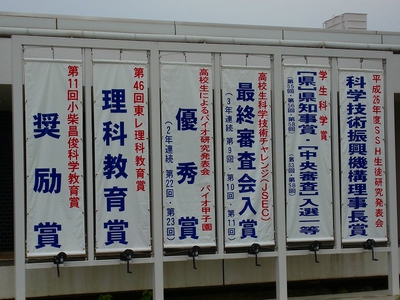 平成26年度SSH生徒研究発表会
科学技術振興機構理事長賞
学生科学賞
【県】県知事賞・【中央審査】入選1等
高校生科学技術チャレンジ(JSEC)
最終審査会入賞
(3年連続 第9回・第10回・第11回)
高校生によるバイオ研究発表会 バイオ甲子園
優秀賞
(2年連続 第22回・第23回)
第46回東レ理科教育賞
理科教育賞
第11回小柴昌俊科学教育賞
奨励賞